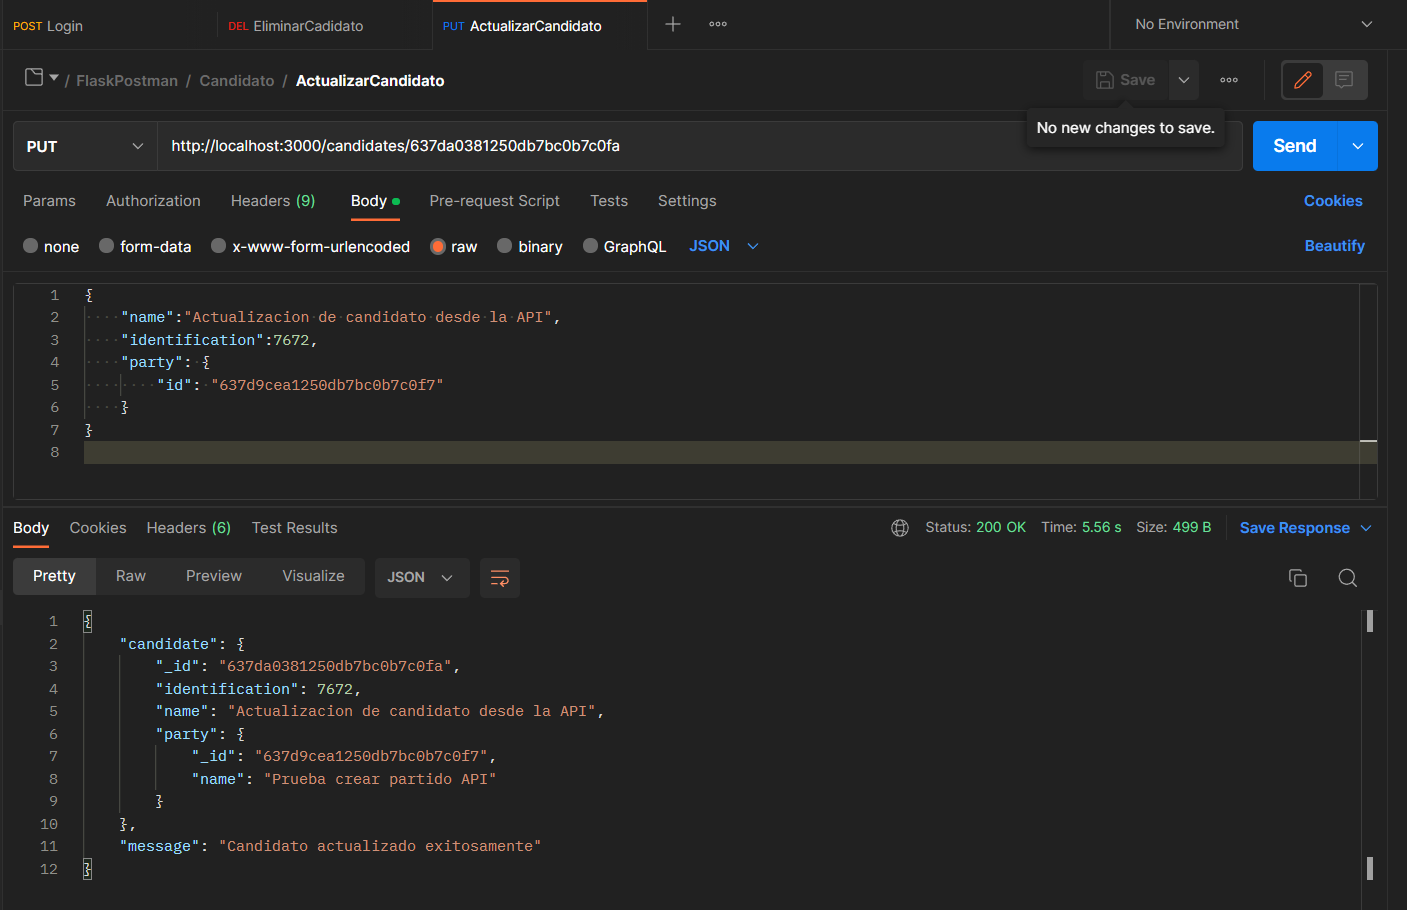 POST Login DEL EliminarCadidato PUT ActualizarCandidato No Environment
/ FlaskPostman / Candidato / ActualizarCandidato Save
No new changes to save.
PUT http://localhost:3000/candidates/637da0381250db7bc0b7c0fa Send
Params Authorization Headers (9) Body Pre-request Script Tests Settings Cookies
none form-data x-www-form-urlencoded raw binary GraphQL JSON Beautify
1 {
2 "name":"Actualizacion de candidato desde la API",
3 "identification":7672,
4 "party": {
5 "id": "637d9cea1250db7bc0b7c0f7"
6 }
7 }
8
Body Cookies Headers (6) Test Results Status: 200 OK Time: 5.56 s Size: 499 B Save Response
Pretty Raw Preview Visualize JSON
1 {
2 "candidate": {
3 "_id": "637da0381250db7bc0b7c0fa",
4 "identification": 7672,
5 "name": "Actualizacion de candidato desde la API",
6 "party": {
7 "_id": "637d9cea1250db7bc0b7c0f7",
8 "name": "Prueba crear partido API"
9 }
10 },
11 "message": "Candidato actualizado exitosamente"
12 }